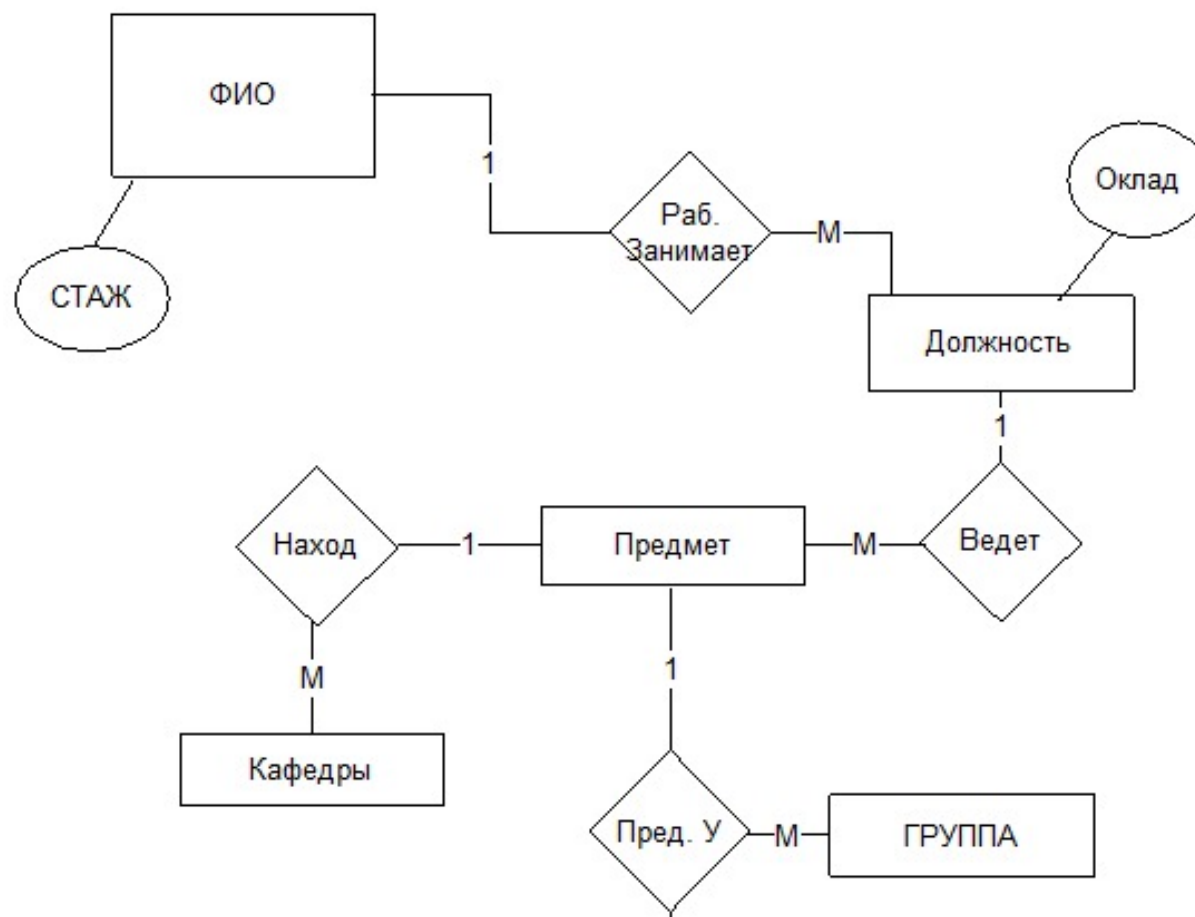 ФИО
1
Раб.
Занимает
М
Оклад
СТАЖ
Должность
1
Наход
1
Предмет
М
Ведет
1
М
Кафедры
Пред. У
М
ГРУППА